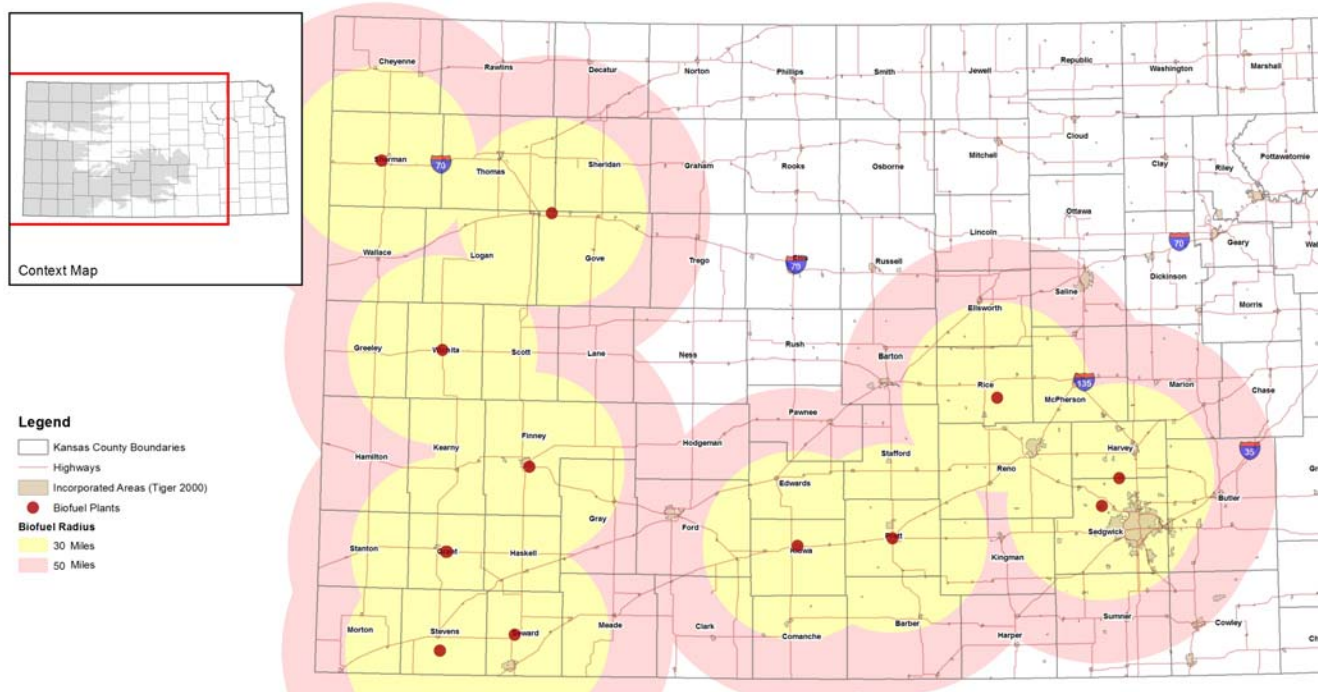 Context Map
Legend
Kansas County Boundaries
Highways
Incorporated Areas (Tiger 2000)
Biofuel Plants
Biofuel Radius
30 Miles
50 Miles
Cheyenne
Rawlins
Decatur
Norton
Phillips
Smith
Jewell
Republic
Washington
Marshall
Sherman
70
Thomas
Sheridan
Graham
Rooks
Osborne
Mitchell
Cloud
Clay
Riley
Pottawatomie
Wallace
Logan
Gove
Trego
70
Russell
Lincoln
Ottawa
Saline
70
Dickinson
Geary
Morris
Greeley
Wichita
Scott
Lane
Ness
Rush
Barton
Ellsworth
Rice
McPherson
135
Marion
Chase
Hamilton
Kearny
Finney
Hodgeman
Pawnee
Stafford
Reno
Harvey
35
Butler
Stanton
Grant
Haskell
Gray
Ford
Edwards
Kiowa
Pratt
Kingman
Sedgwick
Morton
Stevens
Seward
Meade
Clark
Comanche
Barber
Harper
Sumner
Cowley